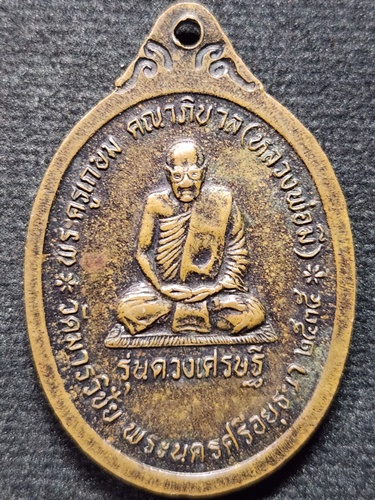 พระครูเกษม คณาภิบาล (หลวงพ่อมี)
รุ่นดวงเศรษฐี
วัดมารวิชัย พระนครศรีอยุธยา ๒๕๓๕